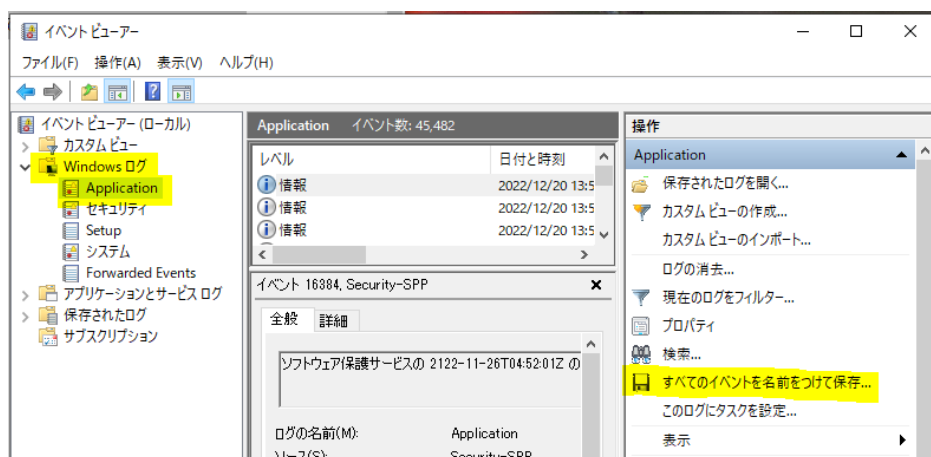 イベント ビューアー
ファイル(F) 操作(A) 表示(V) ヘルプ(H)
イベント ビューアー (ローカル)
カスタム ビュー
Windows ログ
Application
セキュリティ
Setup
システム
Forwarded Events
アプリケーションとサービス ログ
保存されたログ
サブスクリプション
Application イベント数: 45,482
レベル 日付と時刻
情報 2022/12/20 13:5
情報 2022/12/20 13:5
情報 2022/12/20 13:5
イベント 16384, Security-SPP
全般 詳細
ソフトウェア保護サービスの 2122-11-26T04:52:01Z の
ログの名前(M): Application
ソース(S): Security-SPP
操作
Application
保存されたログを開く...
カスタム ビューの作成...
カスタム ビューのインポート...
ログの消去...
現在のログをフィルター...
プロパティ
検索...
すべてのイベントを名前をつけて保存...
このログにタスクを設定...
表示